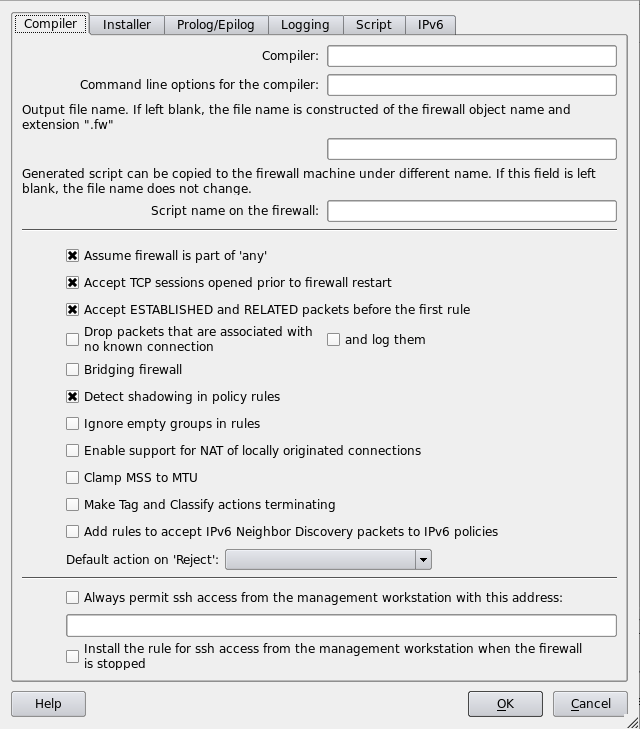 Compiler Installer Prolog/Epilog Logging Script IPv6
Compiler:
Command line options for the compiler:
Output file name. If left blank, the file name is constructed of the firewall object name and
extension ".fw"
Generated script can be copied to the firewall machine under different name. If this field is left
blank, the file name does not change.
Script name on the firewall:
Assume firewall is part of 'any'
Accept TCP sessions opened prior to firewall restart
Accept ESTABLISHED and RELATED packets before the first rule
Drop packets that are associated with
no known connection
and log them
Bridging firewall
Detect shadowing in policy rules
Ignore empty groups in rules
Enable support for NAT of locally originated connections
Clamp MSS to MTU
Make Tag and Classify actions terminating
Add rules to accept IPv6 Neighbor Discovery packets to IPv6 policies
Default action on 'Reject':
Always permit ssh access from the management workstation with this address:
Install the rule for ssh access from the management workstation when the firewall
is stopped
Help OK Cancel